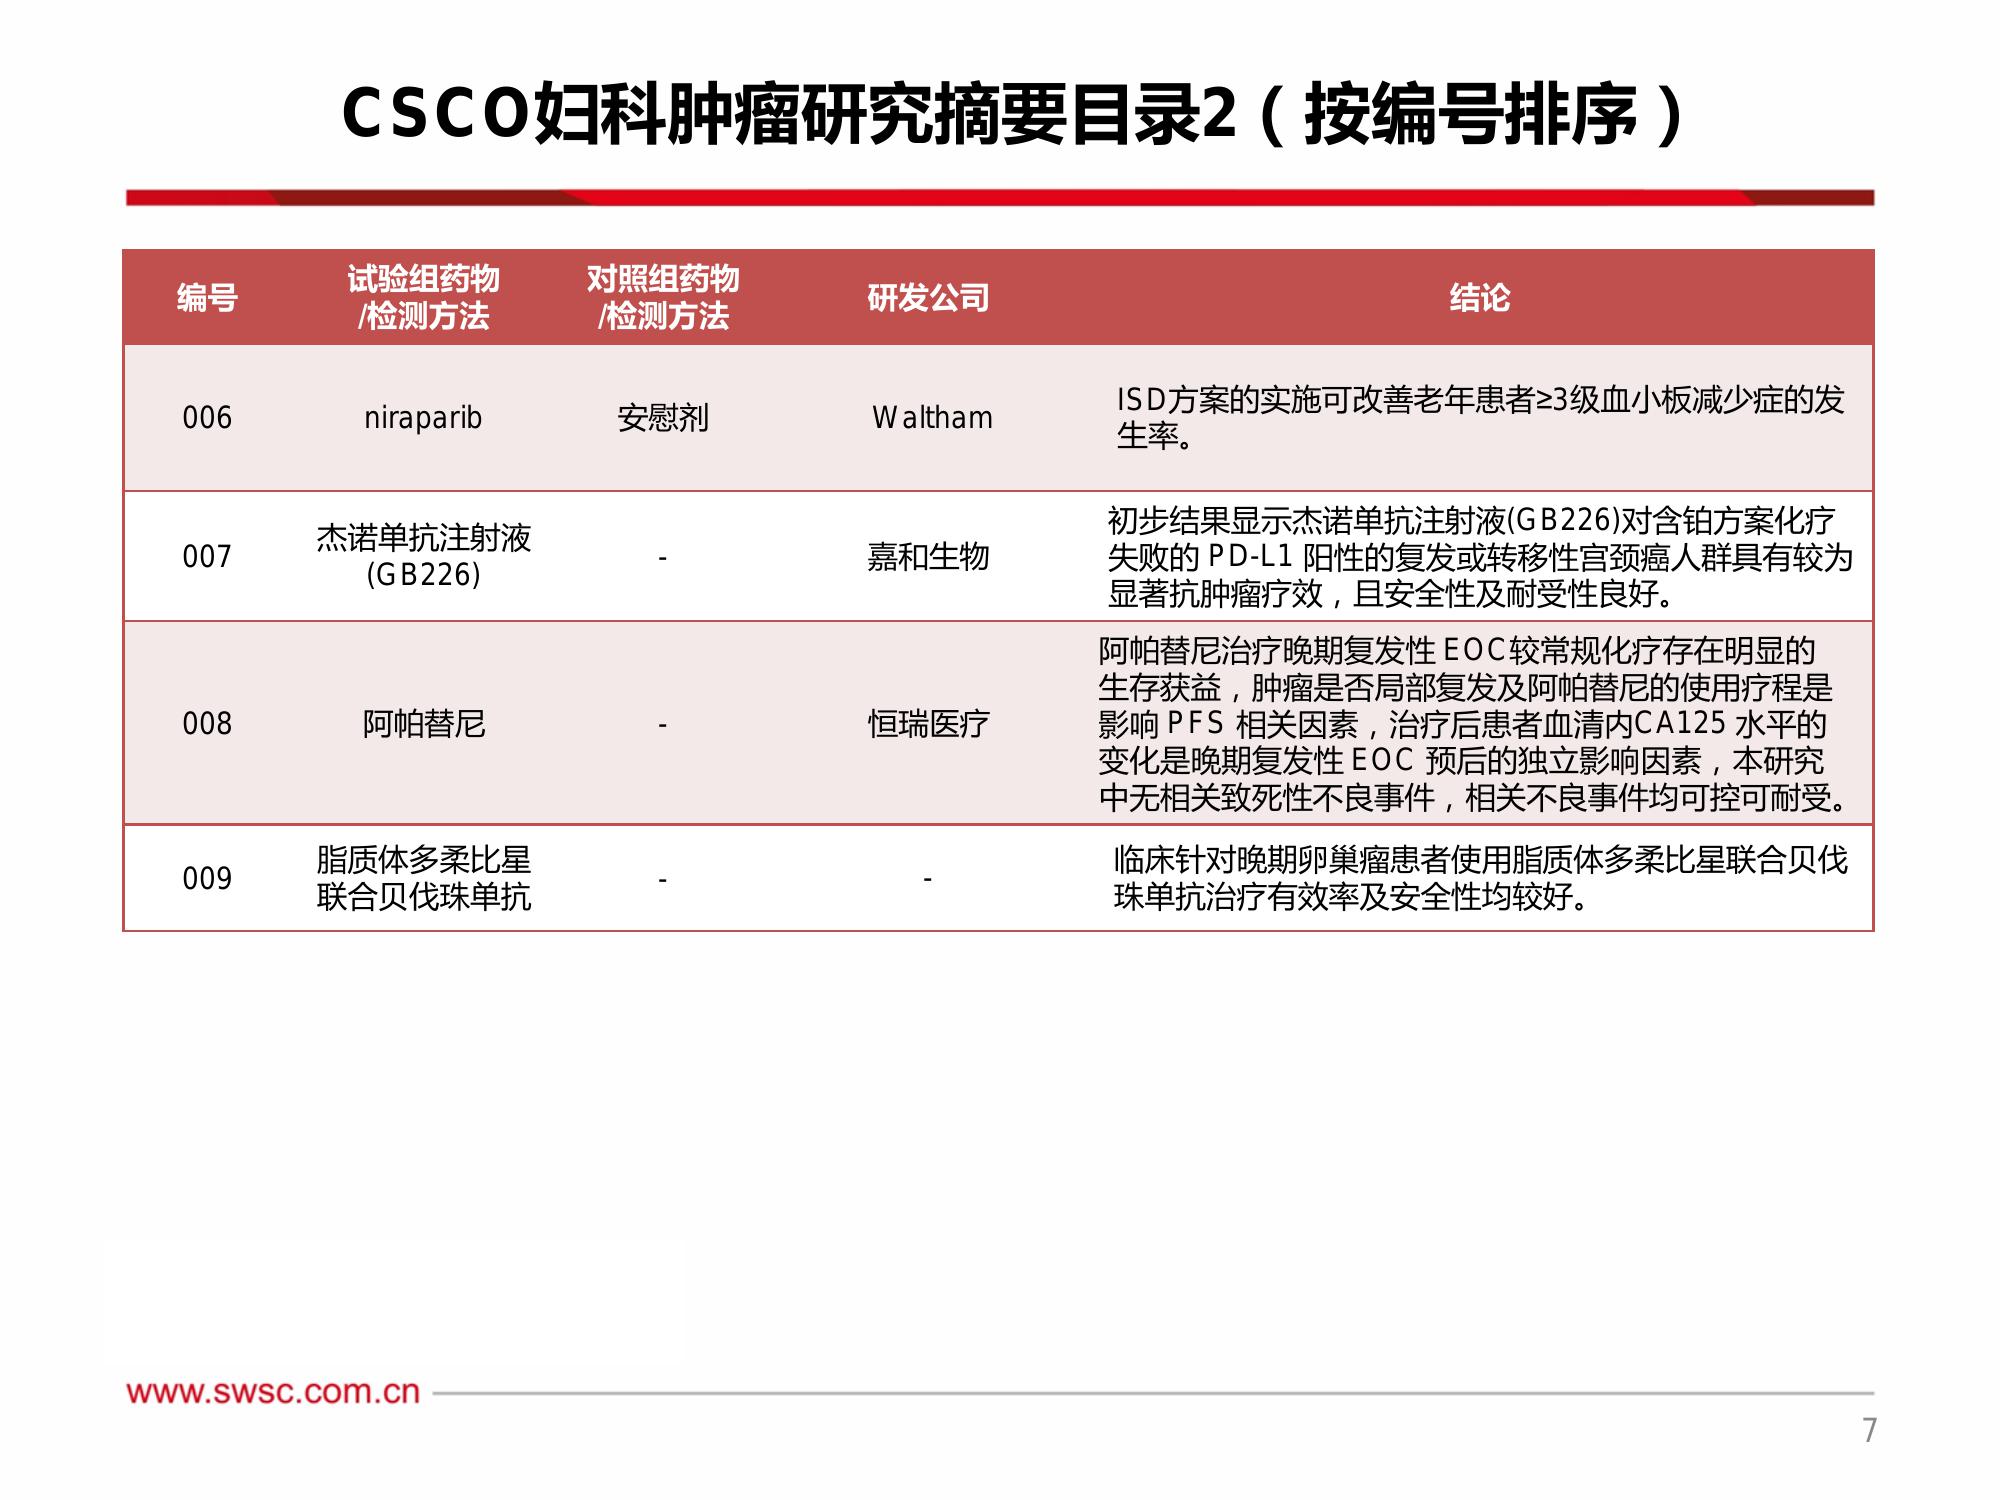 CSCO妇科肿瘤研究摘要目录2（按编号排序）
编号
试验组药物
/检测方法
对照组药物
/检测方法
研发公司
结论
006
niraparib
安慰剂
Waltham
ISD方案的实施可改善老年患者≥3级血小板减少症的发
生率。
007
杰诺单抗注射液
(GB226)
-
嘉和生物
初步结果显示杰诺单抗注射液(GB226)对含铂方案化疗
失败的 PD-L1 阳性的复发或转移性宫颈癌人群具有较为
显著抗肿瘤疗效，且安全性及耐受性良好。
008
阿帕替尼
-
恒瑞医疗
阿帕替尼治疗晚期复发性 EOC较常规化疗存在明显的
生存获益，肿瘤是否局部复发及阿帕替尼的使用疗程是
影响 PFS 相关因素，治疗后患者血清内CA125 水平的
变化是晚期复发性 EOC 预后的独立影响因素，本研究
中无相关致死性不良事件，相关不良事件均可控可耐受。
009
脂质体多柔比星
联合贝伐珠单抗
-
-
临床针对晚期卵巢瘤患者使用脂质体多柔比星联合贝伐
珠单抗治疗有效率及安全性均较好。
www.swsc.com.cn
7